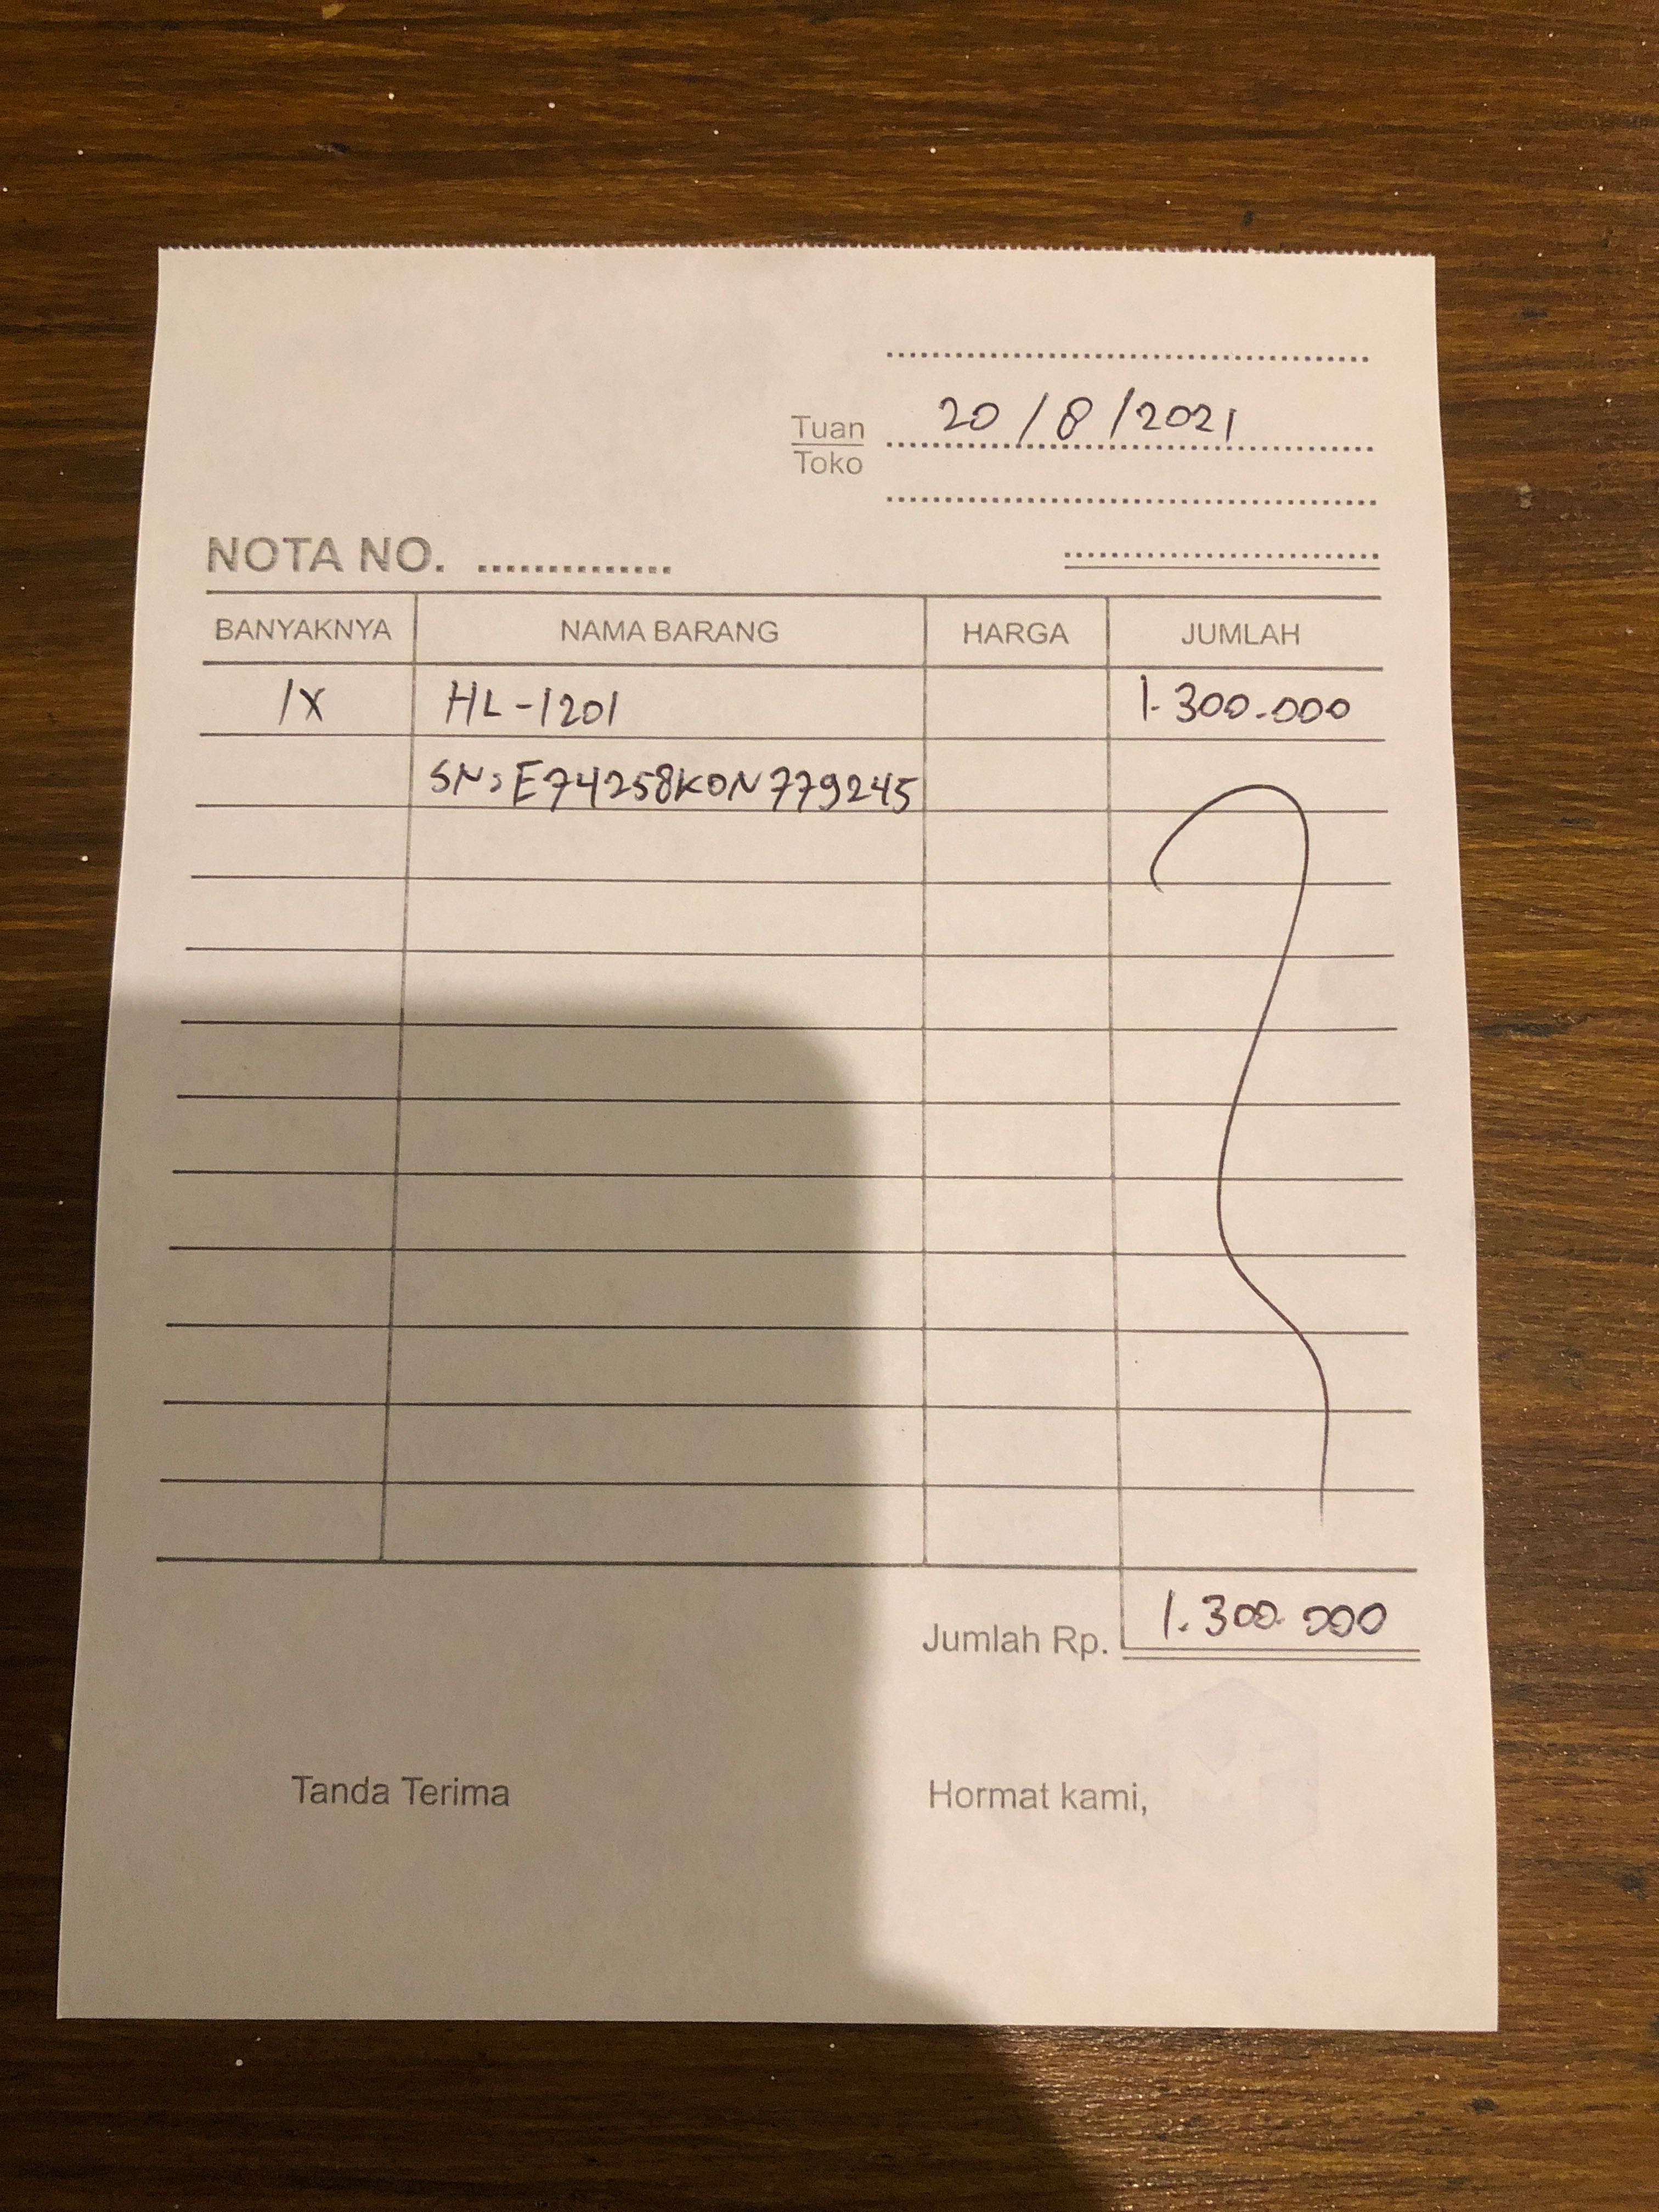 20/8/2021
Tuan
Toko
NOTA NO. ..............
BANYAKNYA NAMA BARANG HARGA JUMLAH
1X HL-1201 1.300.000
SN: E74258K0N779245
Jumlah Rp. 1.300.000
Tanda Terima Hormat kami,